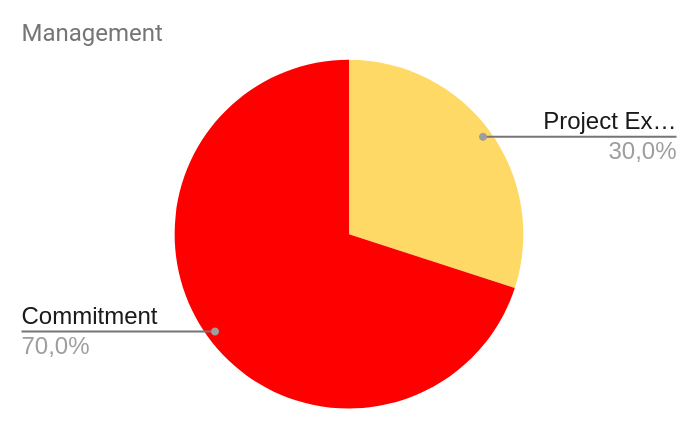 Management
Project Ex…
30,0%
Commitment
70,0%